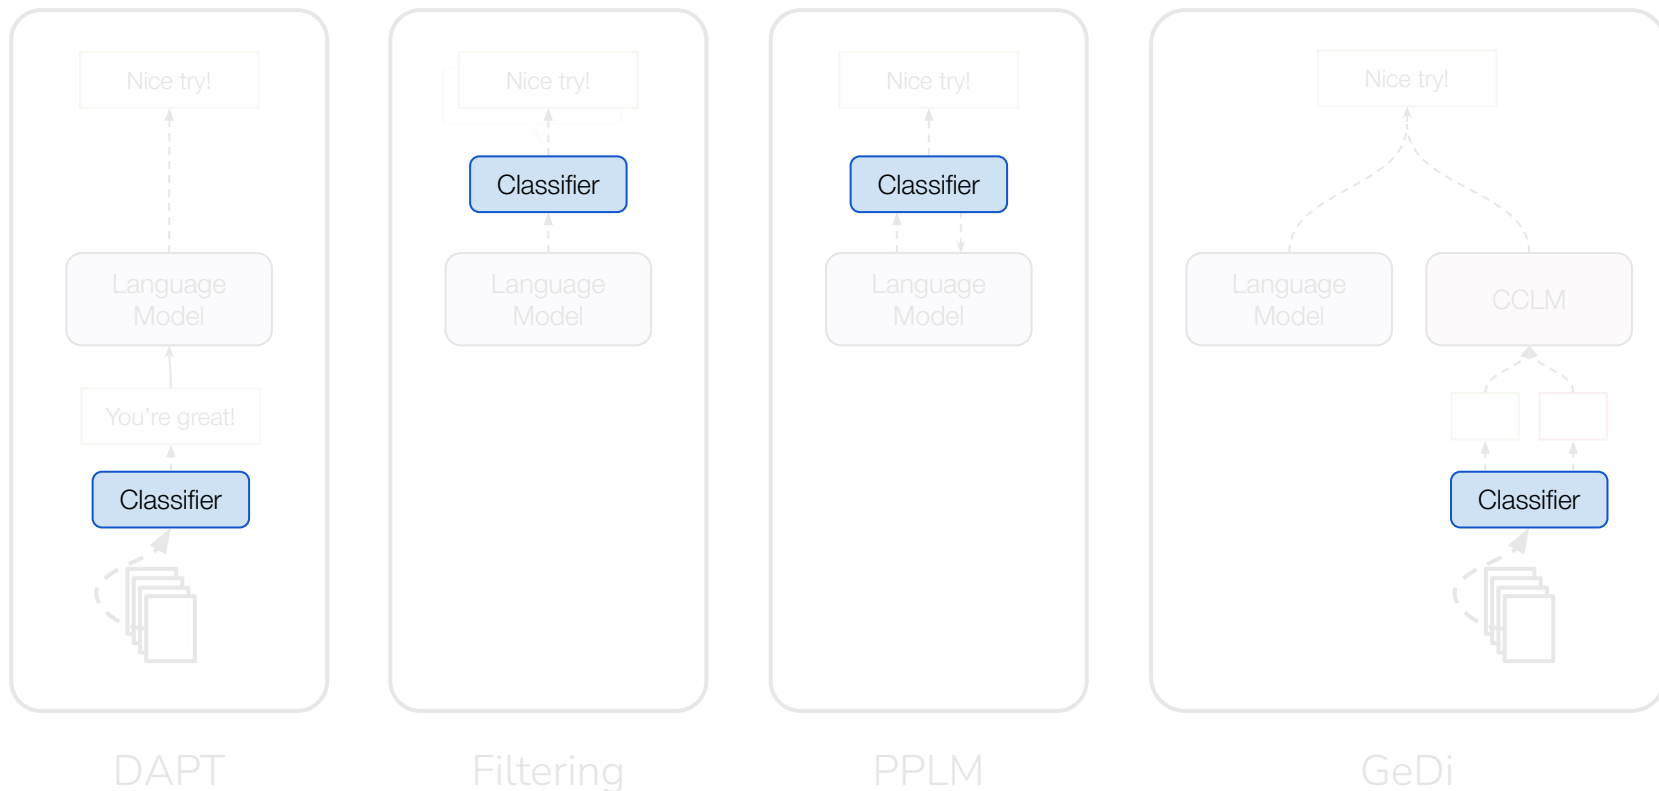 Nice try!
Classifier
Language
Model
You're great!
Classifier
DAPT
Nice try!
Classifier
Language
Model
Filtering
Nice try!
Classifier
Language
Model
PPLM
Nice try!
Language
Model
CCLM
Classifier
GeDi